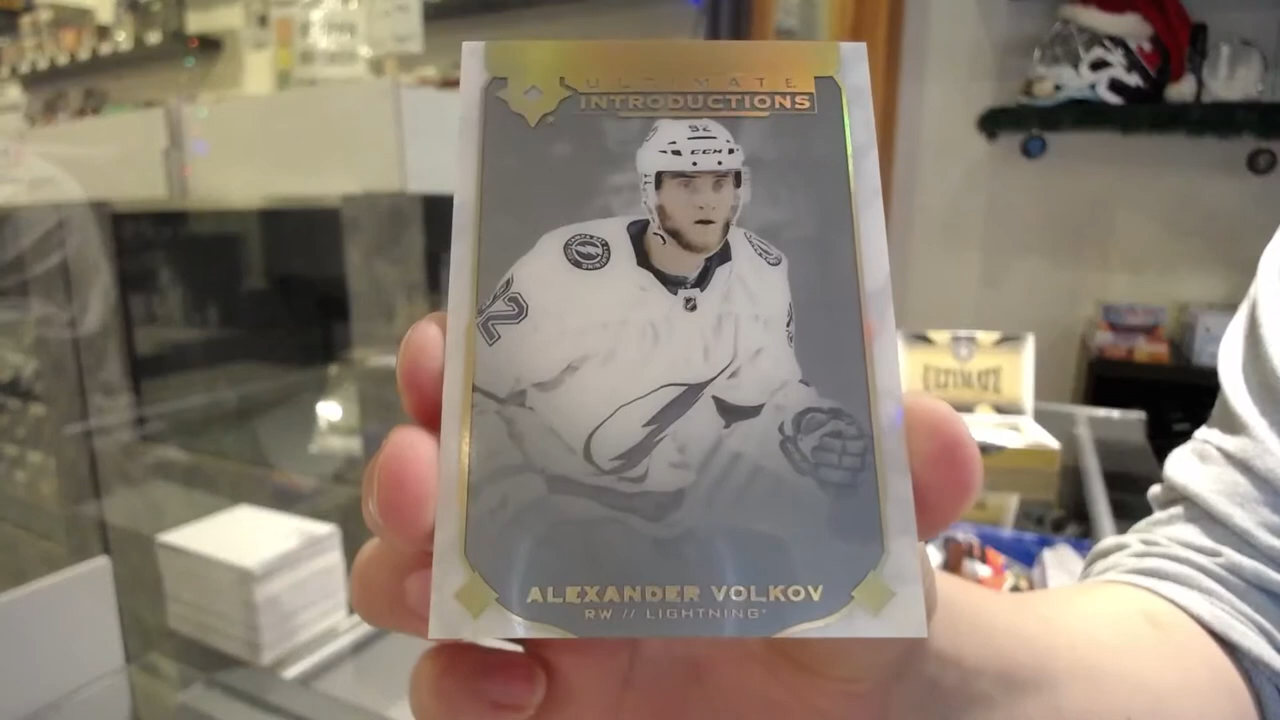 ULTIMATE
INTRODUCTIONS
92
CCM
92
ALEXANDER VOLKOV
RW // LIGHTNING
ULTIMATE